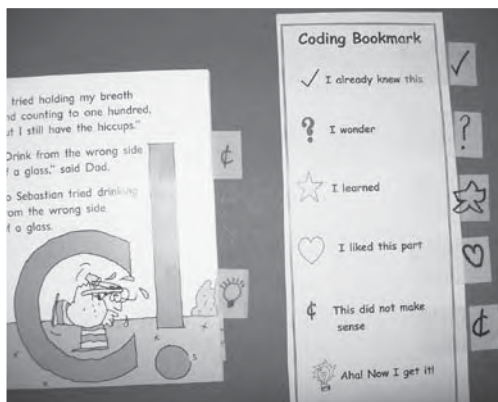 tried holding my breath
nd counting to one hundred,
ut I still have the hiccups."
Drink from the wrong side
f a glass," said Dad.
o Sebastian tried drinking
om the wrong side
f a glass.
¢
c!
s
x
x
x
x
x
Coding Bookmark
✓ I already knew this
? I wonder
I learned
I liked this part
¢ This did not make
sense
Aha! Now I get it!
✓
?
¢